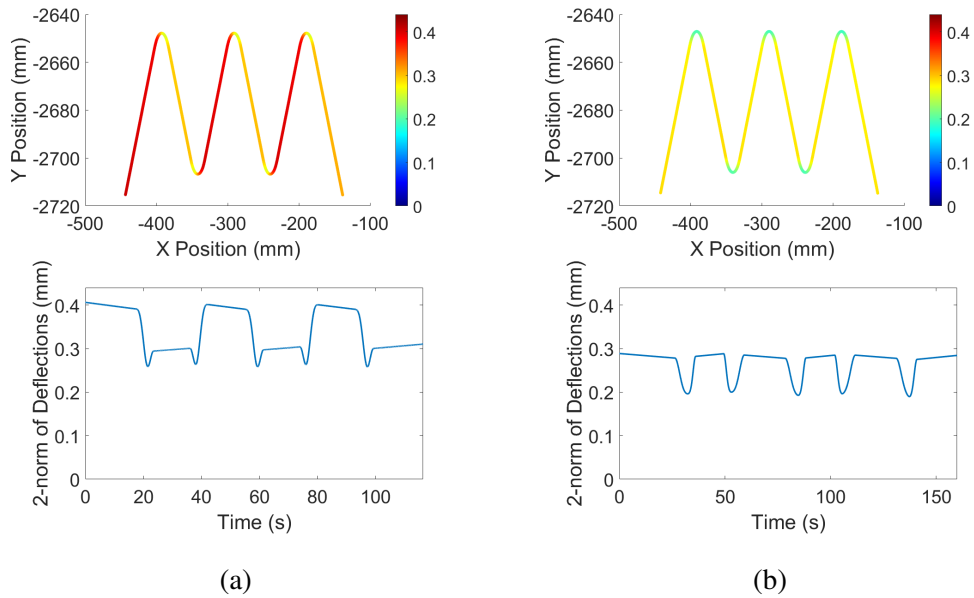 -2640
-2660
-2680
-2700
-2720
Y Position (mm)
-500 -400 -300 -200 -100
X Position (mm)
0.4
0.3
0.2
0.1
0
-2640
-2660
-2680
-2700
-2720
Y Position (mm)
-500 -400 -300 -200 -100
X Position (mm)
0.4
0.3
0.2
0.1
0
0.4
0.3
0.2
0.1
0
2-norm of Deflections (mm)
0 20 40 60 80 100
Time (s)
0.4
0.3
0.2
0.1
0
2-norm of Deflections (mm)
0 50 100 150
Time (s)
(a)
(b)